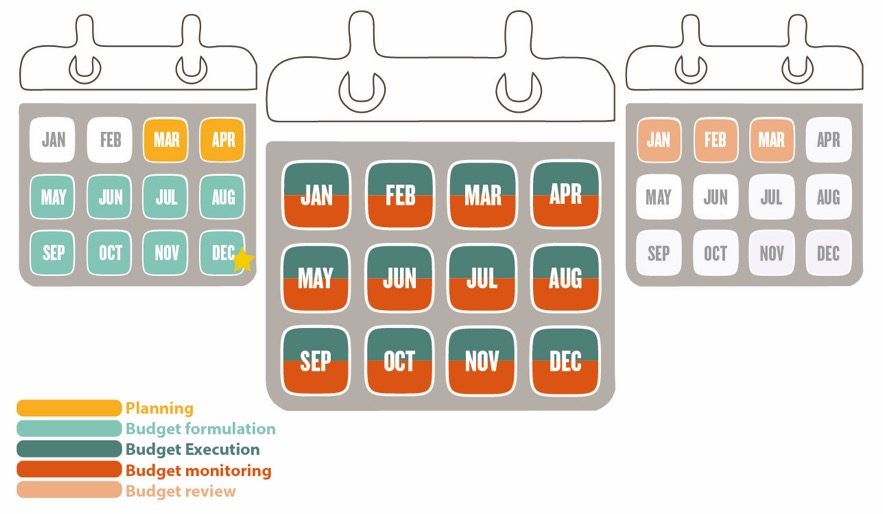 JAN FEB MAR APR
MAY JUN JUL AUG
SEP OCT NOV DEC
JAN FEB MAR APR
MAY JUN JUL AUG
SEP OCT NOV DEC
JAN FEB MAR APR
MAY JUN JUL AUG
SEP OCT NOV DEC
Planning
Budget formulation
Budget Execution
Budget monitoring
Budget review